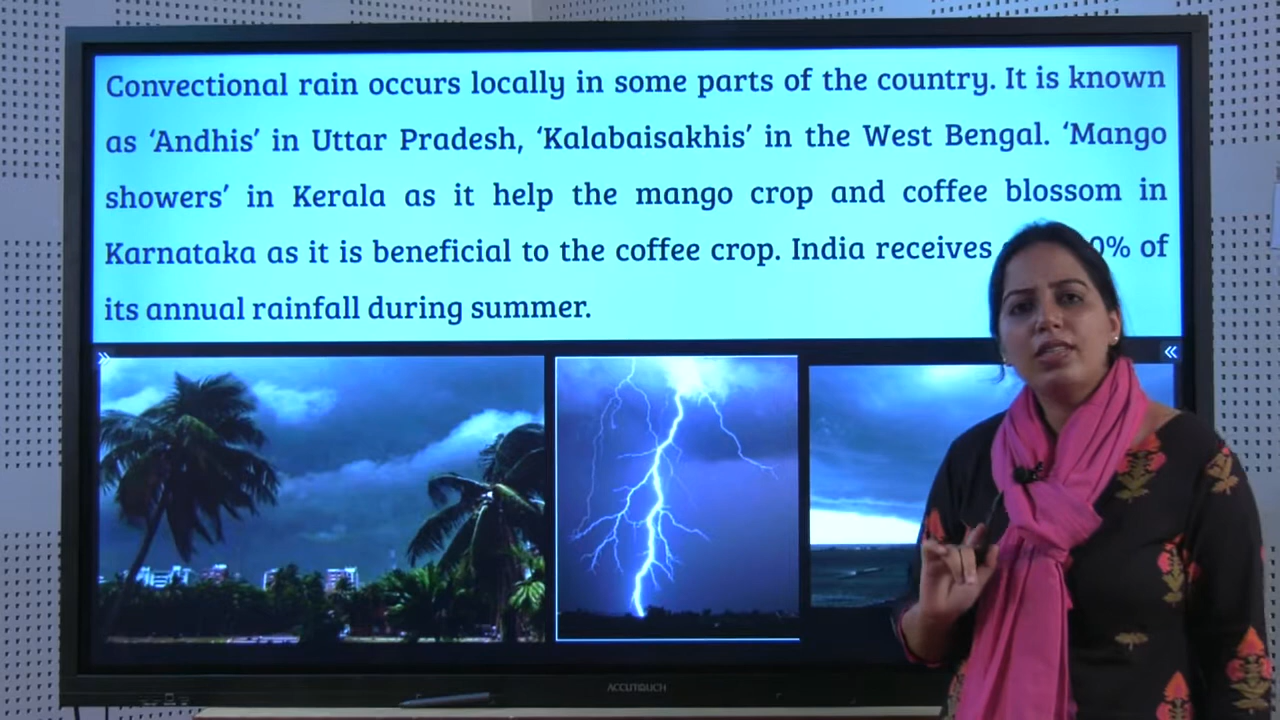 Convectional rain occurs locally in some parts of the country. It is known
as ‘Andhis’ in Uttar Pradesh, ‘Kalabaisakhis’ in the West Bengal. ‘Mango
showers’ in Kerala as it help the mango crop and coffee blossom in
Karnataka as it is beneficial to the coffee crop. India receives 0% of
its annual rainfall during summer.
ACCUTOUCH